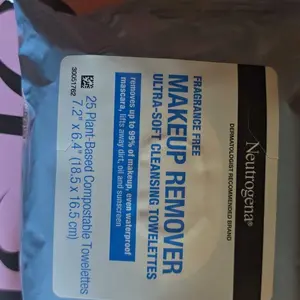 Neutrogena®
DERMATOLOGIST RECOMMENDED BRAND
FRAGRANCE FREE
MAKEUP REMOVER
ULTRA-SOFT CLEANSING TOWELETTES
removes up to 99% of makeup, even waterproof
mascara, lifts away dirt, oil and sunscreen
25 Plant-Based Compostable Towelettes
7.2" x 6.4" (18.5 x 16.5 cm)
30051762